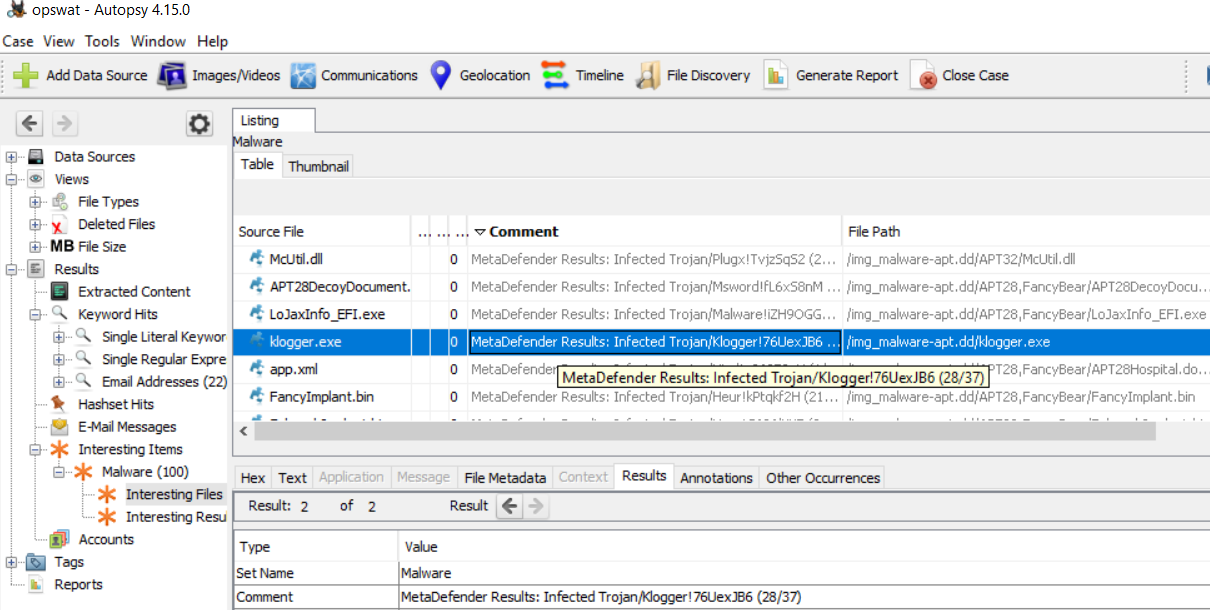 opswat - Autopsy 4.15.0
Case View Tools Window Help
Add Data Source Images/Videos Communications Geolocation Timeline File Discovery Generate Report Close Case
Data Sources
Views
File Types
Deleted Files
MB File Size
Results
Extracted Content
Keyword Hits
Single Literal Keywor
Single Regular Expre
Email Addresses (22)
Hashset Hits
E-Mail Messages
Interesting Items
Malware (100)
Interesting Files
Interesting Resu
Accounts
Tags
Reports
Listing
Malware
Table Thumbnail
Source File ... ... ... Comment File Path
McUtil.dll 0 MetaDefender Results: Infected Trojan/Plugx!TvjzSqS2 (2... /img_malware-apt.dd/APT32/McUtil.dll
APT28DecoyDocument. 0 MetaDefender Results: Infected Trojan/Msword!fL6xS8nM ... /img_malware-apt.dd/APT28,FancyBear/APT28DecoyDocu...
LoJaxInfo_EFI.exe 0 MetaDefender Results: Infected Trojan/Malware!iZH9OGG... /img_malware-apt.dd/APT28,FancyBear/LoJaxInfo_EFI.exe
klogger.exe 0 MetaDefender Results: Infected Trojan/Klogger!76UexJB6 ... /img_malware-apt.dd/klogger.exe
app.xml 0 /img_malware-apt.dd/APT28,FancyBear/APT28Hospital.do...
MetaDefender Results: Infected Trojan/Klogger!76UexJB6 (28/37)
FancyImplant.bin 0 MetaDefender Results: Infected Trojan/Heur!kPtqkf2H (21... /img_malware-apt.dd/APT28,FancyBear/FancyImplant.bin
Hex Text Application Message File Metadata Context Results Annotations Other Occurrences
Result: 2 of 2 Result
Type Value
Set Name Malware
Comment MetaDefender Results: Infected Trojan/Klogger!76UexJB6 (28/37)